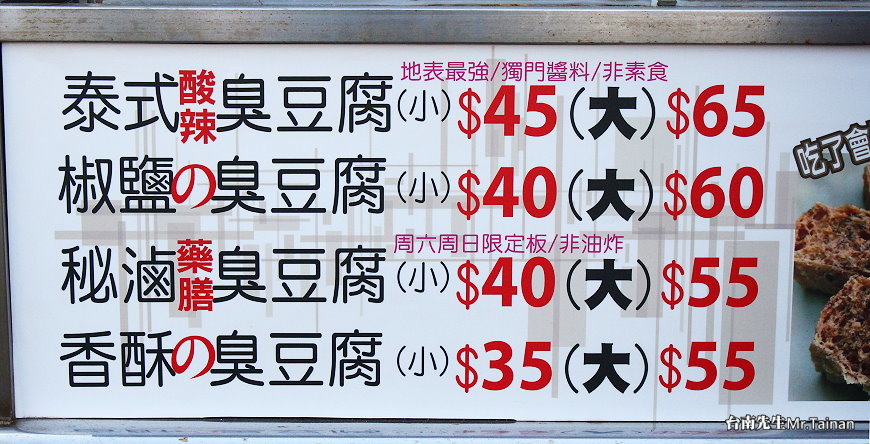 地表最強/獨門醬料/非素食
泰式酸辣臭豆腐(小)$45(大)$65
椒鹽の臭豆腐(小)$40(大)$60
周六周日限定板/非油炸
秘滷藥膳臭豆腐(小)$40(大)$55
香酥の臭豆腐(小)$35(大)$55
吃了會
台南先生Mr.Tainan